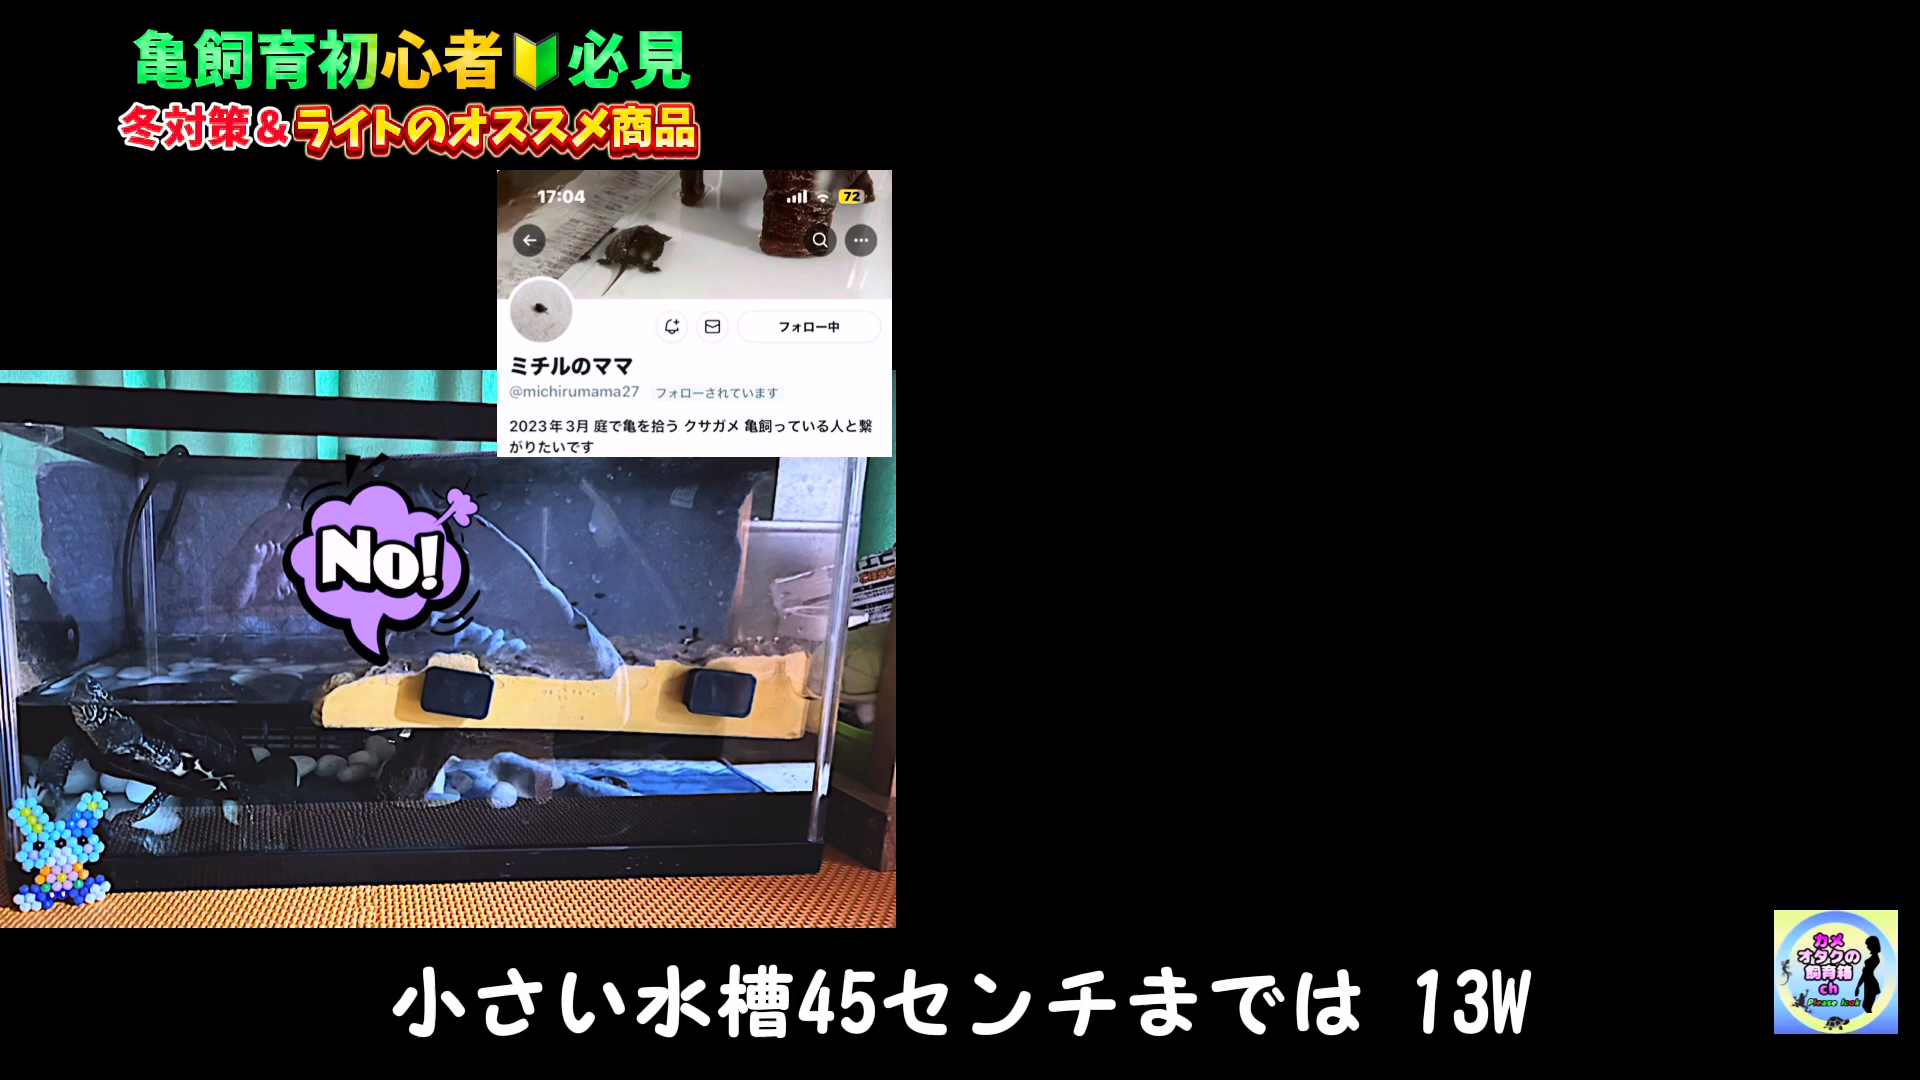 亀飼育初心者🔰必見
冬対策&ライトのオススメ商品
17:04
72
フォロー中
ミチルのママ
@michirumama27 フォローされています
2023年3月 庭で亀を拾う クサガメ 亀飼っている人と繋
がりたいです
No!
小さい水槽45センチまでは 13W
カメ
オタクの
飼育箱
ch
Please look